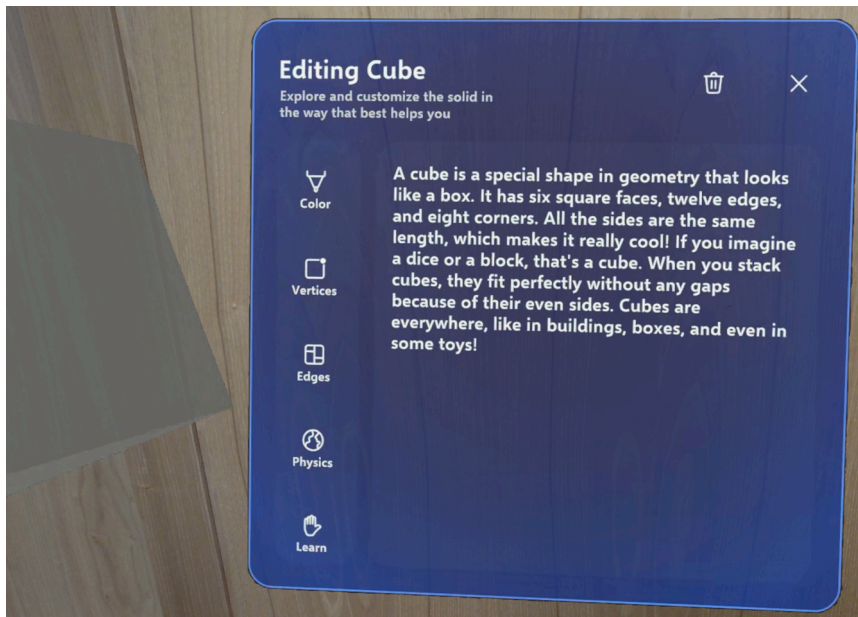 Editing Cube
Explore and customize the solid in
the way that best helps you
Color
Vertices
Edges
Physics
Learn
A cube is a special shape in geometry that looks
like a box. It has six square faces, twelve edges,
and eight corners. All the sides are the same
length, which makes it really cool! If you imagine
a dice or a block, that's a cube. When you stack
cubes, they fit perfectly without any gaps
because of their even sides. Cubes are
everywhere, like in buildings, boxes, and even in
some toys!